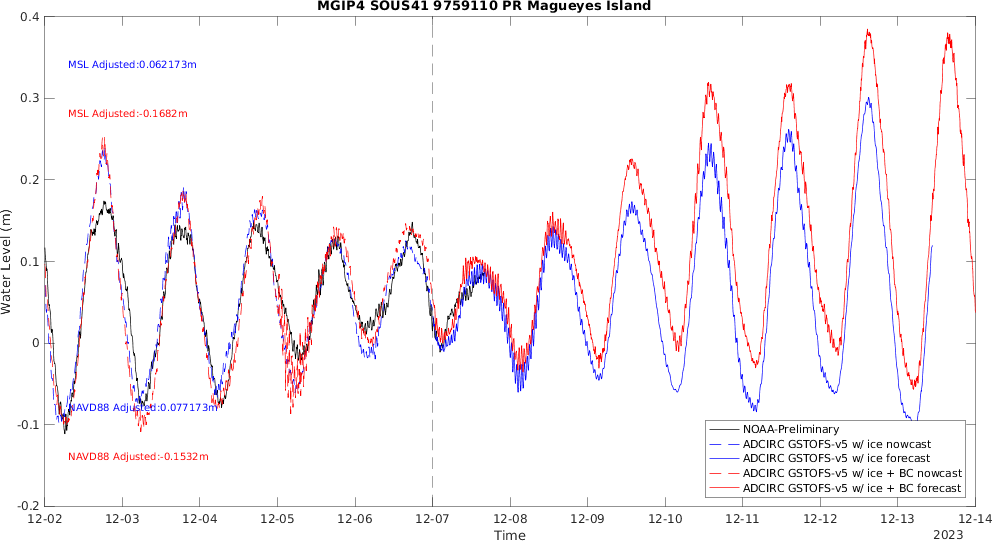 MGIP4 SOUS41 9759110 PR Magueyes Island
0.4
0.3
0.2
0.1
0
-0.1
-0.2
Water Level (m)
MSL Adjusted:0.062173m
MSL Adjusted:-0.1682m
NAVD88 Adjusted:0.077173m
NAVD88 Adjusted:-0.1532m
NOAA-Preliminary
ADCIRC GSTOFS-v5 w/ ice nowcast
ADCIRC GSTOFS-v5 w/ ice forecast
ADCIRC GSTOFS-v5 w/ ice + BC nowcast
ADCIRC GSTOFS-v5 w/ ice + BC forecast
12-02 12-03 12-04 12-05 12-06 12-07 12-08 12-09 12-10 12-11 12-12 12-13 12-14
Time
2023